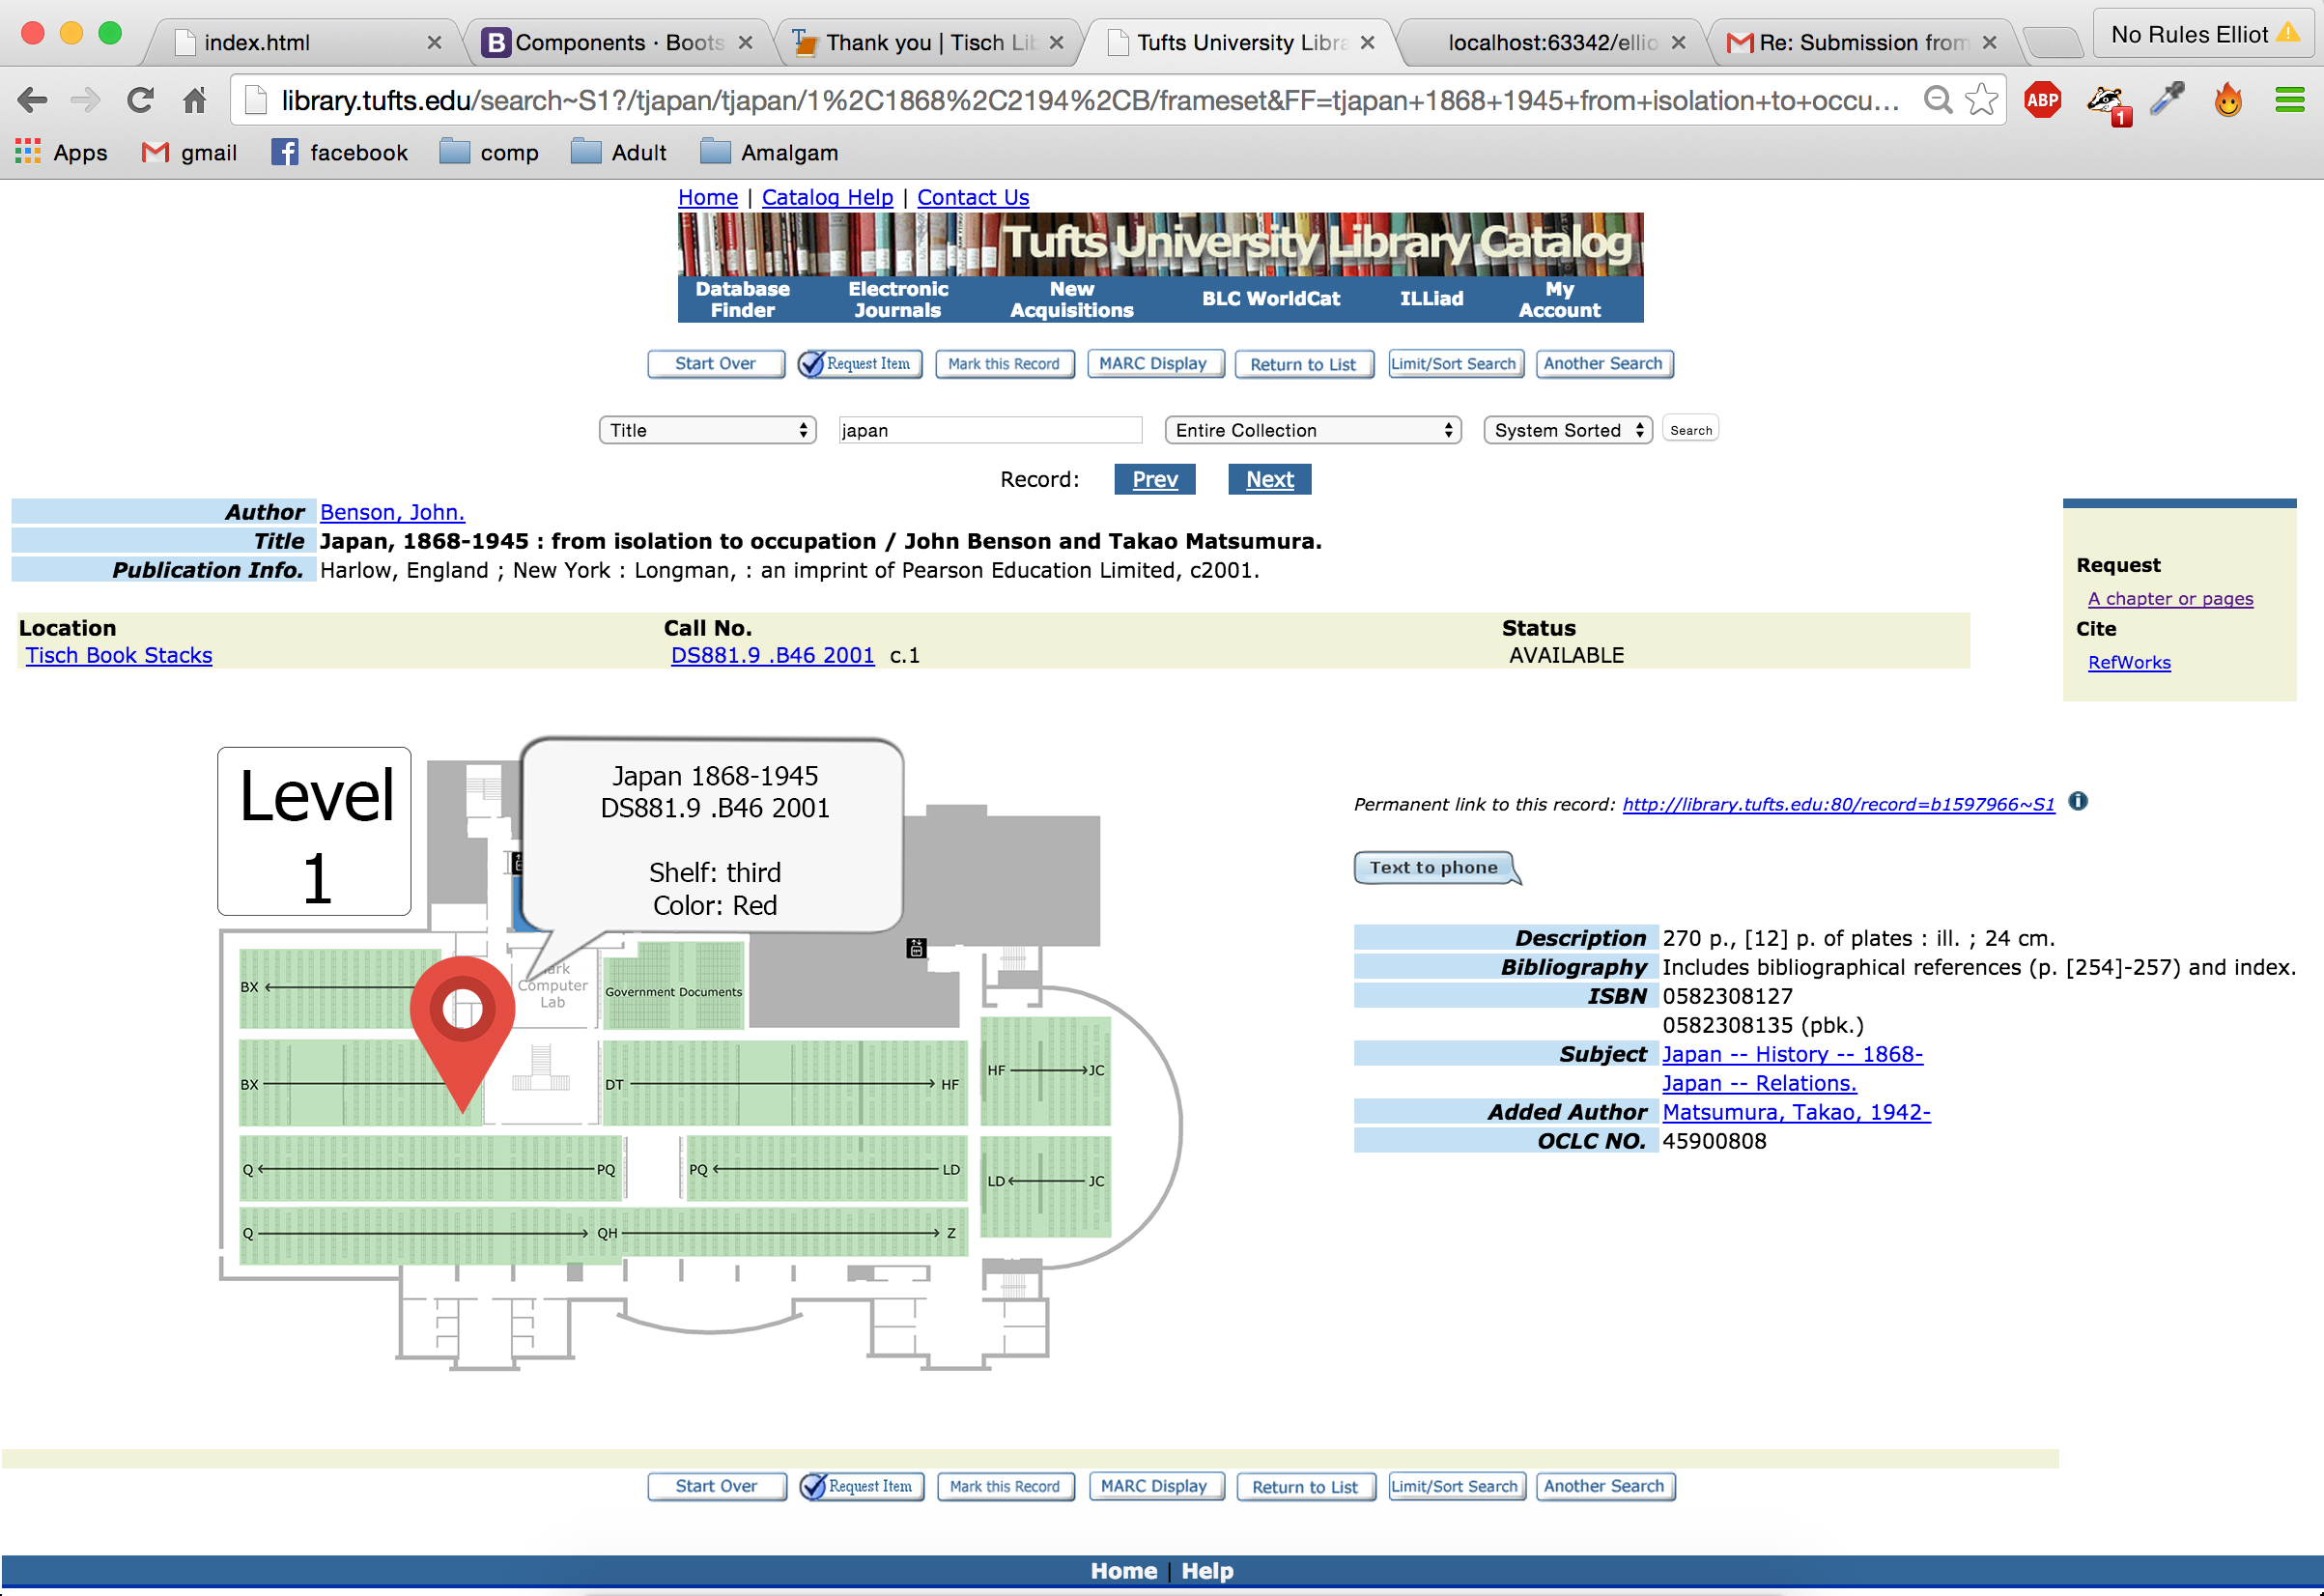 index.html
Components · Boots
Thank you | Tisch Lib
Tufts University Libra
localhost:63342/ellio
Re: Submission from
No Rules Elliot
library.tufts.edu/search~S1?/tjapan/tjapan/1%2C1868%2C2194%2CB/frameset&FF=tjapan+1868+1945+from+isolation+to+occu...
ABP
1
Apps
gmail
facebook
comp
Adult
Amalgam
Home | Catalog Help | Contact Us
Tufts University Library Catalog
Database Finder
Electronic Journals
New Acquisitions
BLC WorldCat
ILLiad
My Account
Start Over
Request Item
Mark this Record
MARC Display
Return to List
Limit/Sort Search
Another Search
Title
japan
Entire Collection
System Sorted
Search
Record:
Prev
Next
Author Benson, John.
Title Japan, 1868-1945 : from isolation to occupation / John Benson and Takao Matsumura.
Publication Info. Harlow, England ; New York : Longman, : an imprint of Pearson Education Limited, c2001.
Request
A chapter or pages
Cite
RefWorks
Location Call No. Status
Tisch Book Stacks DS881.9 .B46 2001 c.1 AVAILABLE
Level
1
Japan 1868-1945
DS881.9 .B46 2001
Shelf: third
Color: Red
ark
Computer
Lab
Government Documents
BX
BX
DT
HF
HF
JC
Q
PQ
PQ
LD
LD
JC
Q
QH
Z
Permanent link to this record: http://library.tufts.edu:80/record=b1597966~S1
Text to phone
Description 270 p., [12] p. of plates : ill. ; 24 cm.
Bibliography Includes bibliographical references (p. [254]-257) and index.
ISBN 0582308127
0582308135 (pbk.)
Subject Japan -- History -- 1868-
Japan -- Relations.
Added Author Matsumura, Takao, 1942-
OCLC NO. 45900808
Start Over
Request Item
Mark this Record
MARC Display
Return to List
Limit/Sort Search
Another Search
Home | Help